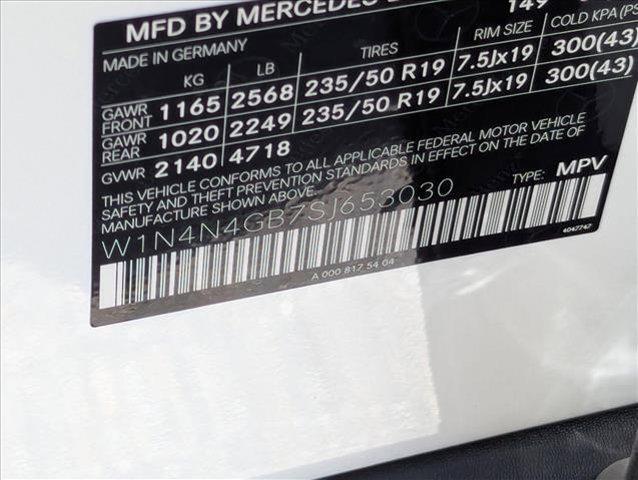 MFD BY MERCEDES 149
MADE IN GERMANY
KG LB TIRES RIM SIZE COLD KPA (PS
GAWR FRONT 1165 2568 235/50 R19 7.5Jx19 300(43)
GAWR REAR 1020 2249 235/50 R19 7.5Jx19 300(43)
GVWR 2140 4718
THIS VEHICLE CONFORMS TO ALL APPLICABLE FEDERAL MOTOR VEHICLE
SAFETY AND THEFT PREVENTION STANDARDS IN EFFECT ON THE DATE OF
MANUFACTURE SHOWN ABOVE.
W1N4N4GB7SJ653030 TYPE: MPV
4047747
A 000 817 54 04